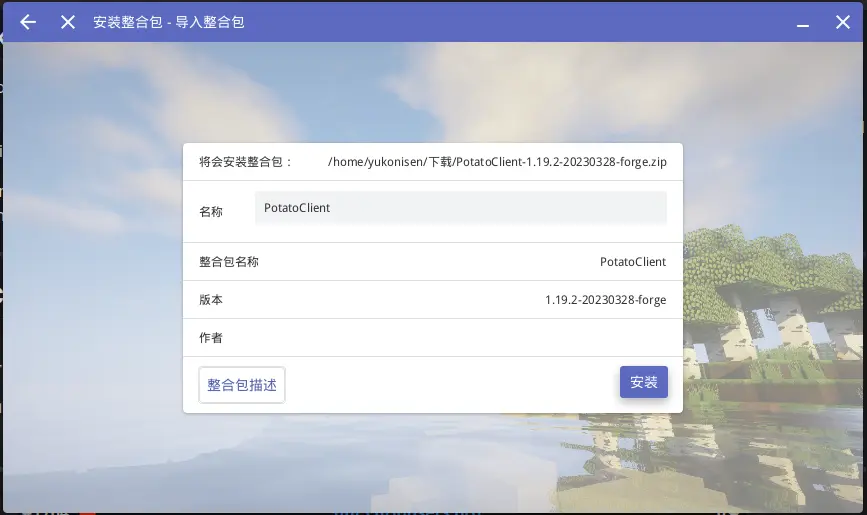 安装整合包 - 导入整合包
将会安装整合包： /home/yukonisen/下载/PotatoClient-1.19.2-20230328-forge.zip
名称 PotatoClient
整合包名称 PotatoClient
版本 1.19.2-20230328-forge
作者
整合包描述 安装